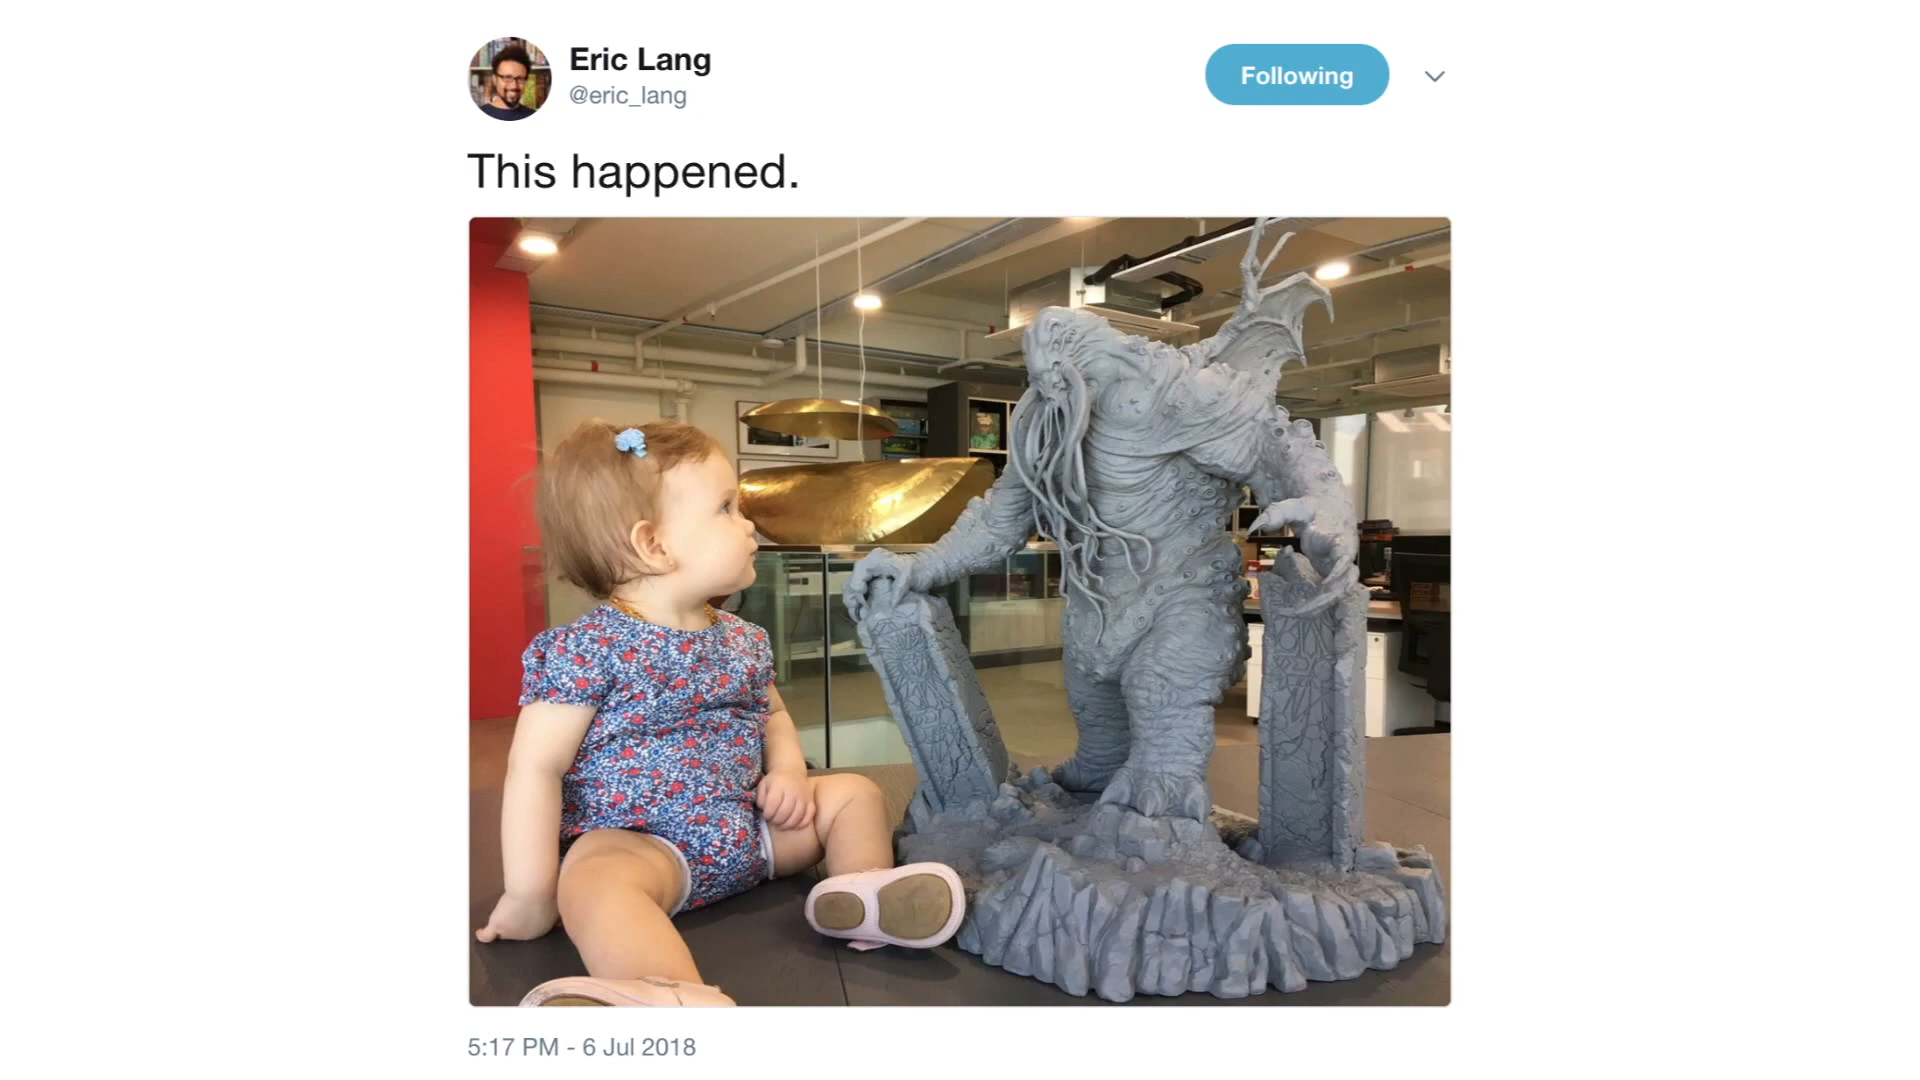 Eric Lang
@eric_lang
Following
This happened.
5:17 PM - 6 Jul 2018